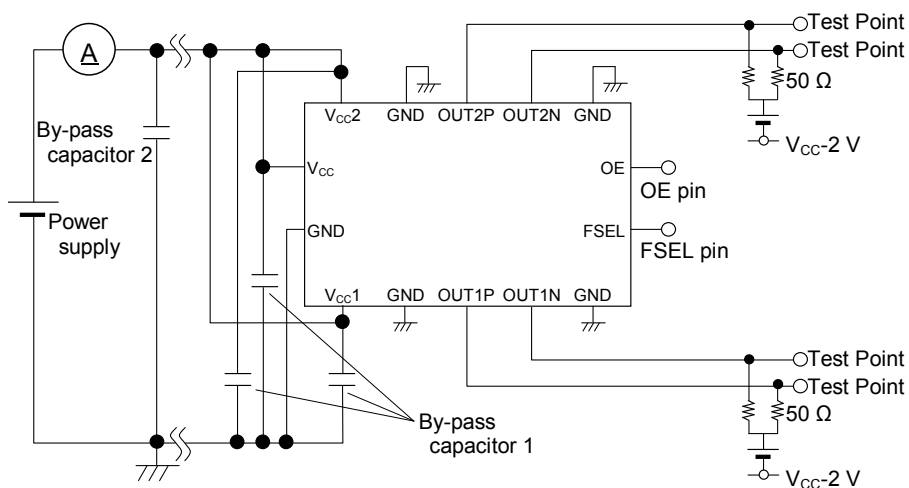 A
Test Point
Test Point
50 Ω
VCC-2 V
By-pass
capacitor 2
Power
supply
VCC2 GND OUT2P OUT2N GND
VCC
GND
OE
FSEL
OE pin
FSEL pin
VCC1 GND OUT1P OUT1N GND
By-pass
capacitor 1
Test Point
Test Point
50 Ω
VCC-2 V